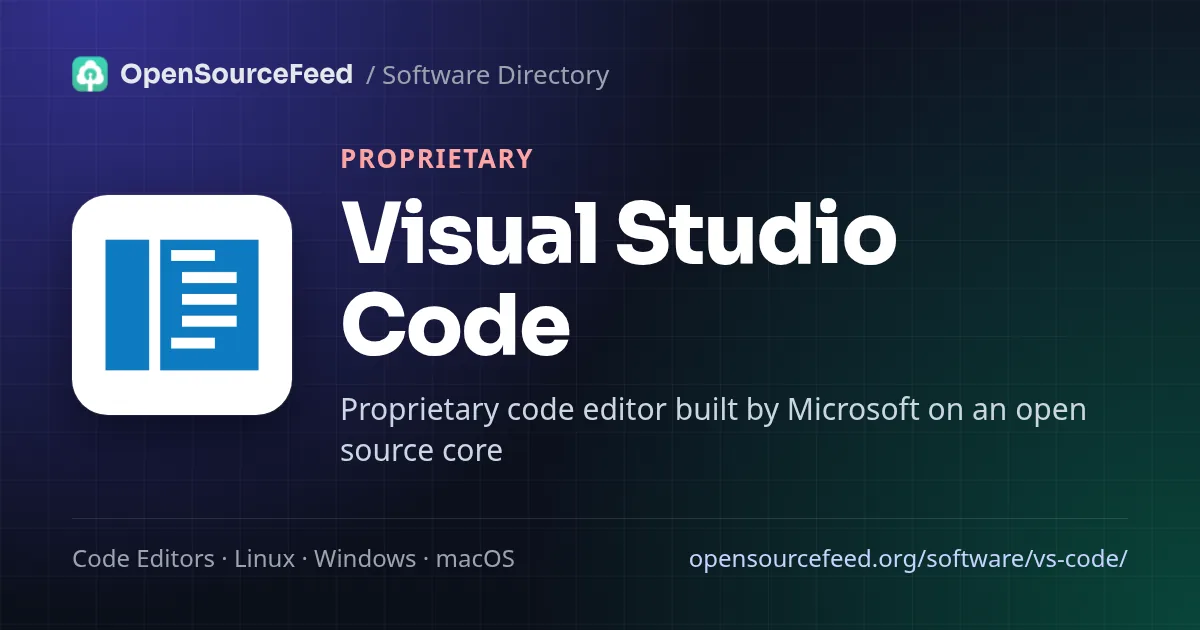 OpenSourceFeed / Software Directory
PROPRIETARY
Visual Studio
Code
Proprietary code editor built by Microsoft on an open
source core
Code Editors · Linux · Windows · macOS
opensourcefeed.org/software/vs-code/